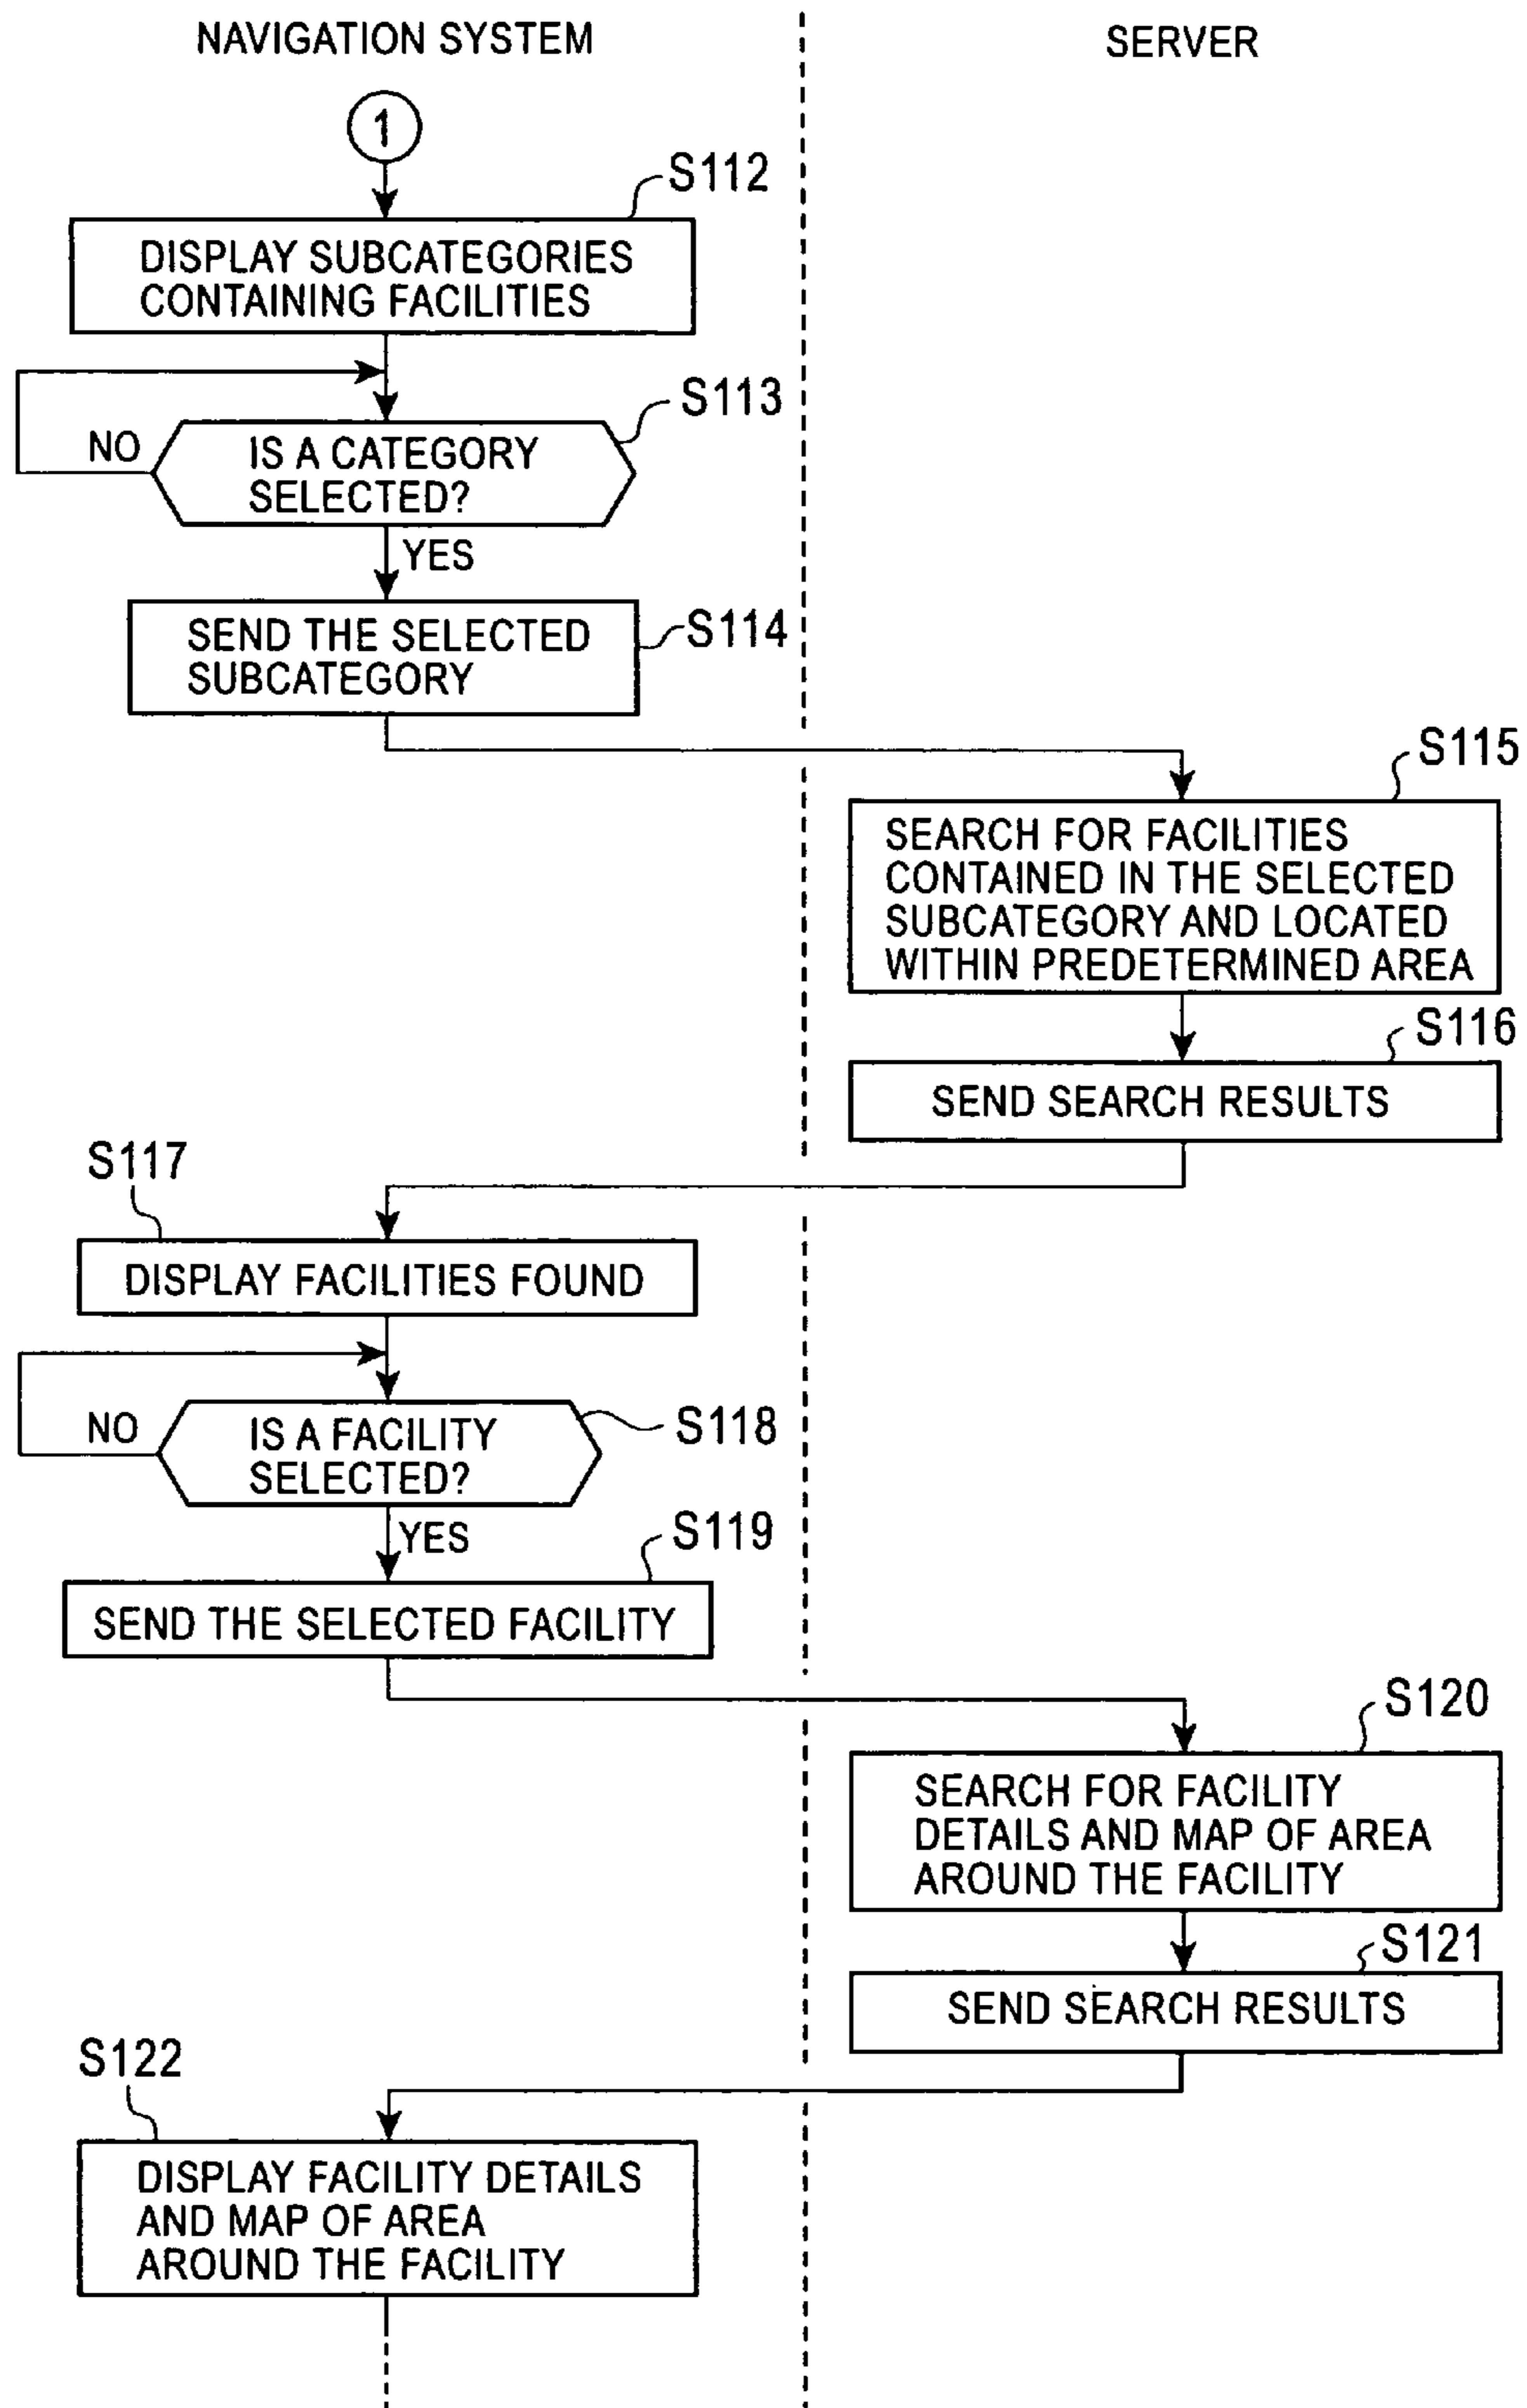 NAVIGATION SYSTEM
SERVER
1
S112
DISPLAY SUBCATEGORIES
CONTAINING FACILITIES
S113
NO
IS A CATEGORY
SELECTED?
YES
SEND THE SELECTED
SUBCATEGORY
S114
S115
SEARCH FOR FACILITIES
CONTAINED IN THE SELECTED
SUBCATEGORY AND LOCATED
WITHIN PREDETERMINED AREA
S116
SEND SEARCH RESULTS
S117
DISPLAY FACILITIES FOUND
NO
IS A FACILITY
SELECTED?
S118
YES
S119
SEND THE SELECTED FACILITY
S120
SEARCH FOR FACILITY
DETAILS AND MAP OF AREA
AROUND THE FACILITY
S121
SEND SEARCH RESULTS
S122
DISPLAY FACILITY DETAILS
AND MAP OF AREA
AROUND THE FACILITY